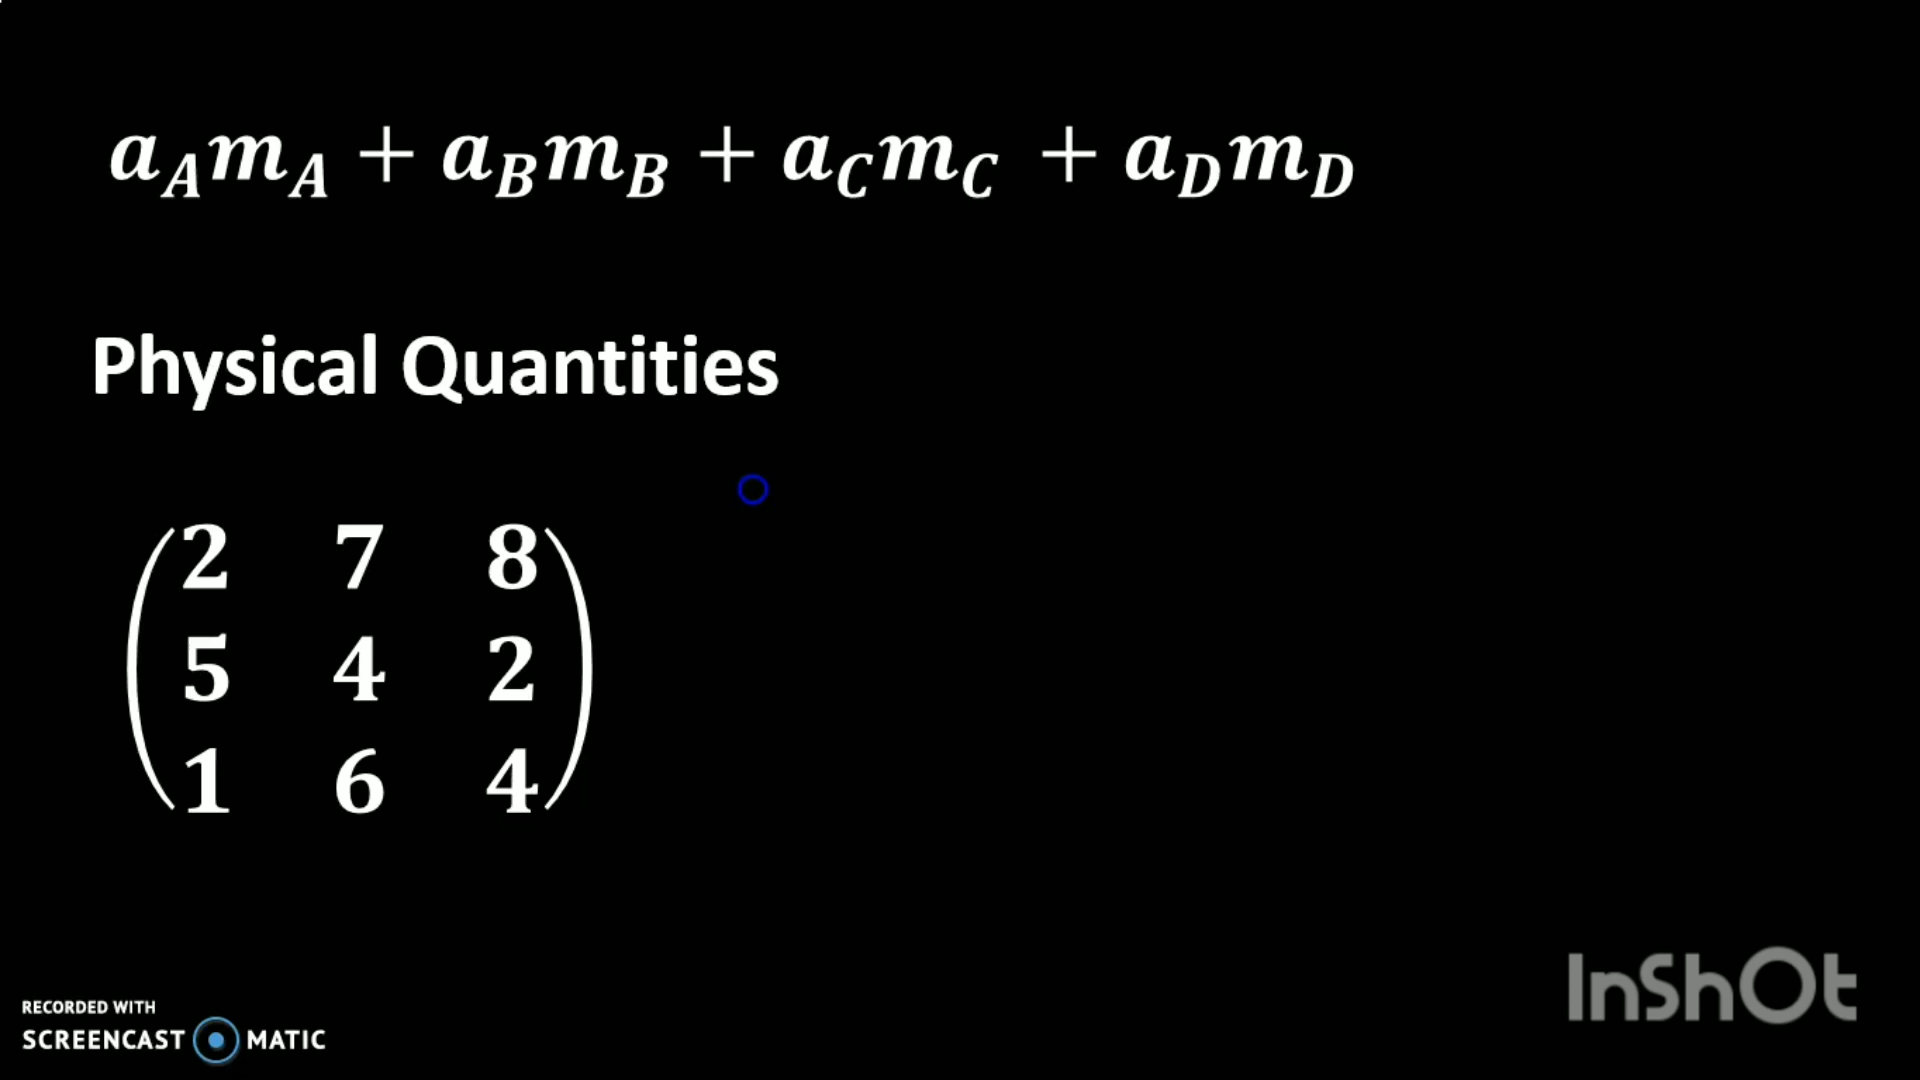 a_A m_A + a_B m_B + a_C m_C + a_D m_D
Physical Quantities
2 7 8
5 4 2
1 6 4
InShOt
RECORDED WITH
SCREENCAST MATIC